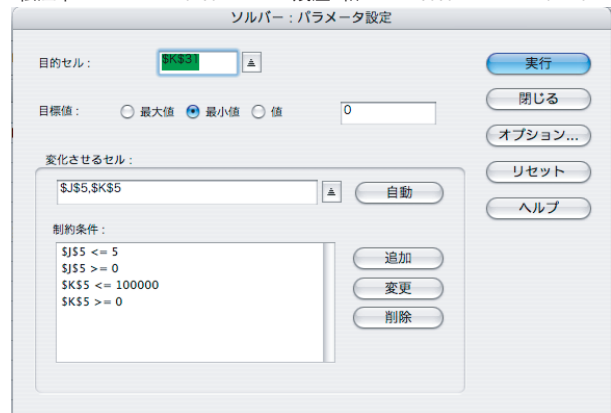 ソルバー：パラメータ設定
目的セル： $K$31
目標値： 最大値 最小値 値 0
変化させるセル：
$J$5,$K$5
自動
制約条件：
$J$5 <= 5
$J$5 >= 0
$K$5 <= 100000
$K$5 >= 0
追加
変更
削除
実行
閉じる
オプション...
リセット
ヘルプ